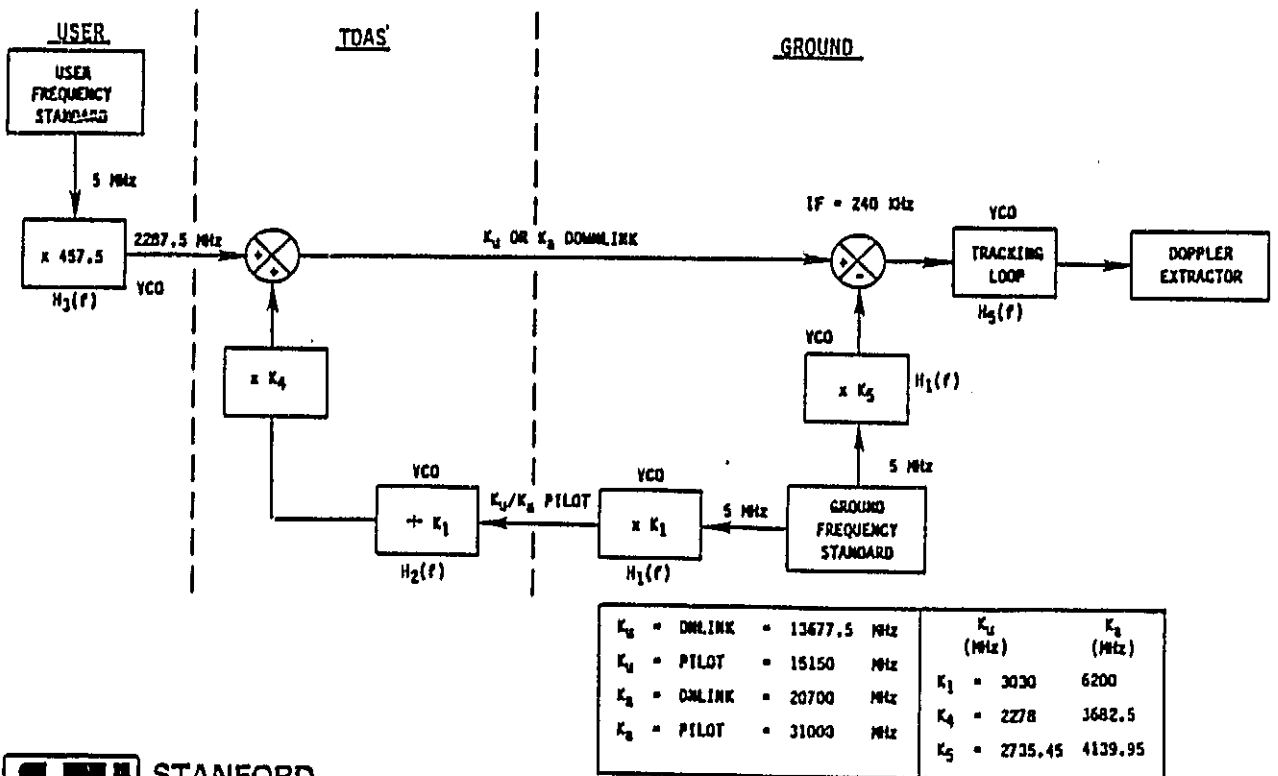 USER
TDAS'
GROUND
USER
FREQUENCY
STANDARD
5 MHz
x 457.5
2287.5 MHz
VCO
H3(f)
+
+
Ku OR Ka DOWNLINK
x K4
VCO
÷ K1
H2(f)
Ku/Ka PILOT
VCO
x K1
H1(f)
5 MHz
GROUND
FREQUENCY
STANDARD
5 MHz
VCO
x K5
H1(f)
+
-
IF = 240 KHz
VCO
TRACKING
LOOP
H5(f)
DOPPLER
EXTRACTOR
Ku = DNLINK = 13677.5 MHz
Ku = PILOT = 15150 MHz
Ka = DNLINK = 20700 MHz
Ka = PILOT = 31000 MHz
Ku Ka
(MHz) (MHz)
K1 = 3030 6200
K4 = 2278 3682.5
K5 = 2735.45 4139.95
STANFORD